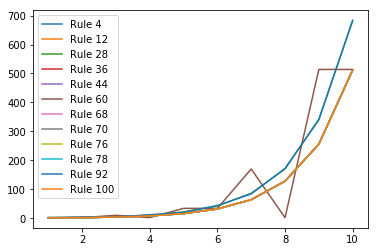 700
600
500
400
300
200
100
0
Rule 4
Rule 12
Rule 28
Rule 36
Rule 44
Rule 60
Rule 68
Rule 70
Rule 76
Rule 78
Rule 92
Rule 100
2 4 6 8 10